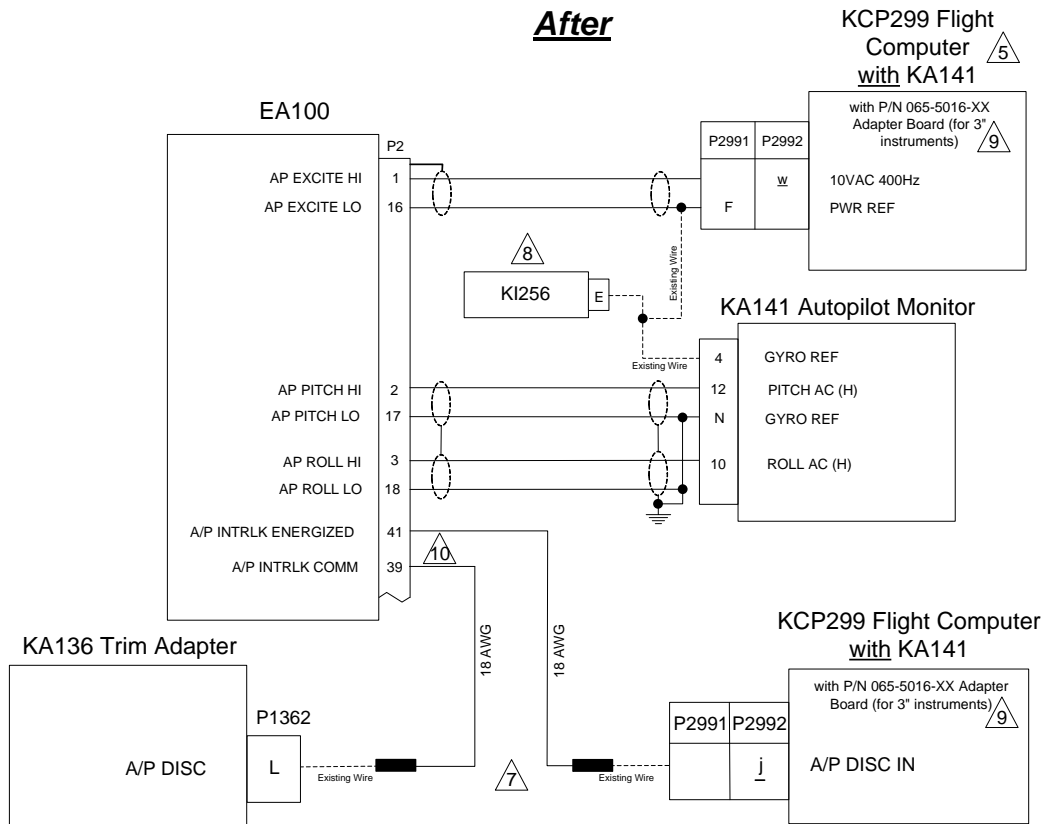 After
KCP299 Flight
Computer
5
with KA141
with P/N 065-5016-XX
Adapter Board (for 3"
instruments)
9
P2991 P2992
w 10VAC 400Hz
F PWR REF
EA100
P2
AP EXCITE HI 1
AP EXCITE LO 16
8
KI256 E
Existing Wire
Existing Wire
KA141 Autopilot Monitor
4 GYRO REF
12 PITCH AC (H)
N GYRO REF
10 ROLL AC (H)
AP PITCH HI 2
AP PITCH LO 17
AP ROLL HI 3
AP ROLL LO 18
A/P INTRLK ENERGIZED 41
A/P INTRLK COMM 39
10
18 AWG
18 AWG
KA136 Trim Adapter
P1362
A/P DISC L
Existing Wire
7
Existing Wire
KCP299 Flight Computer
with KA141
with P/N 065-5016-XX Adapter
Board (for 3" instruments)
9
P2991 P2992
j A/P DISC IN